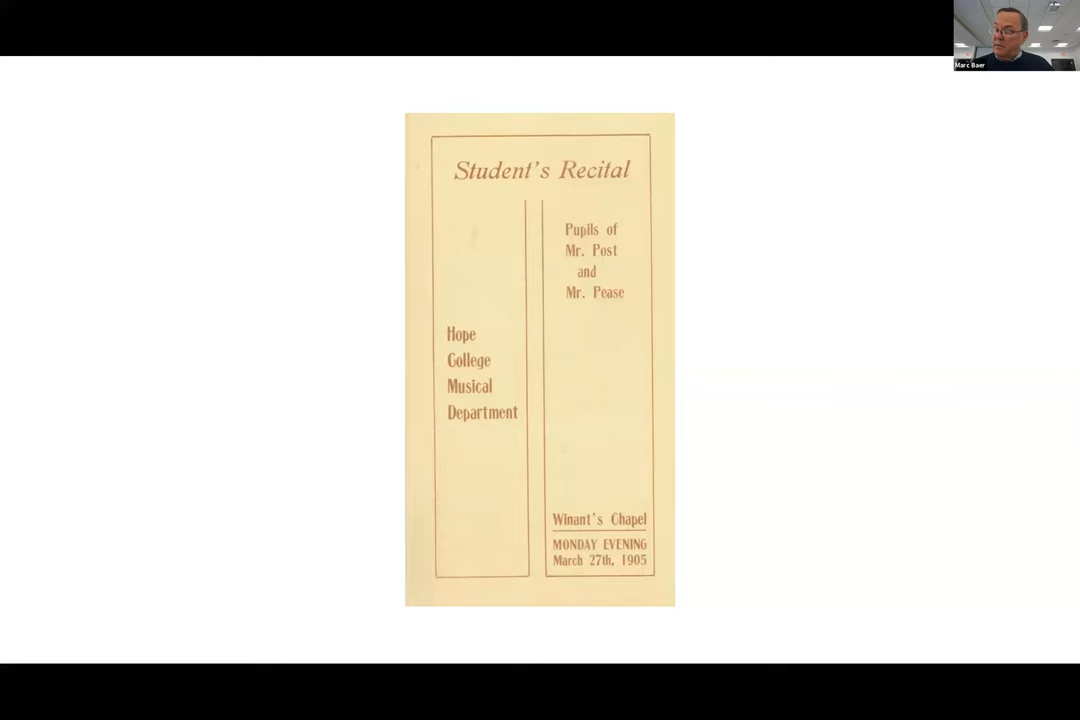 Marc Baer
Student's Recital
Pupils of
Mr. Post
and
Mr. Pease
Hope
College
Musical
Department
Winant's Chapel
MONDAY EVENING
March 27th, 1905